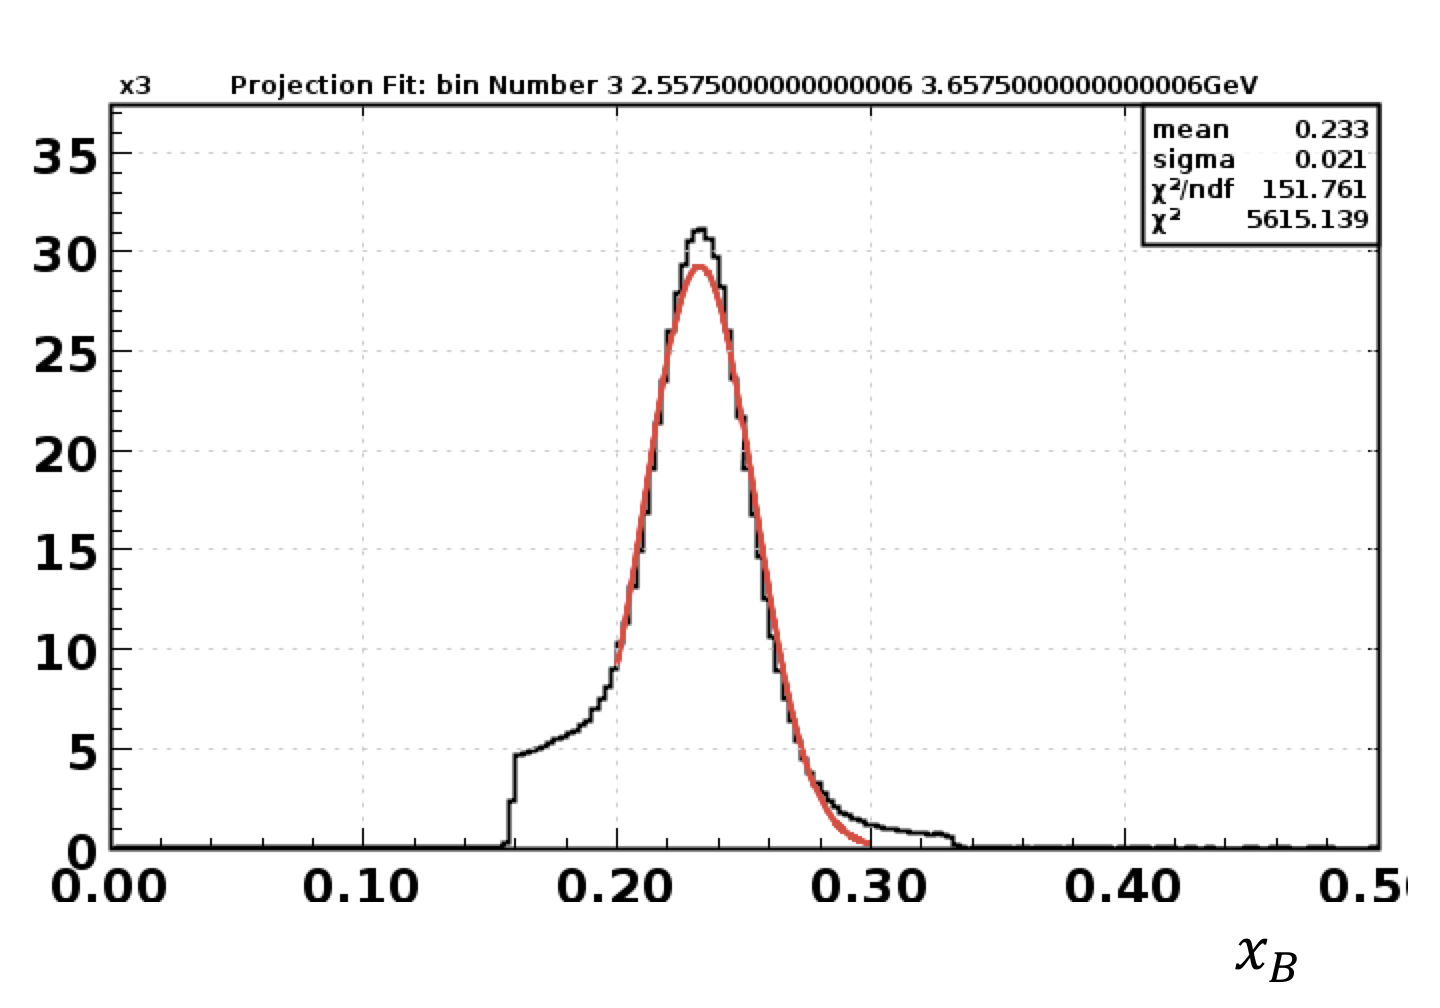 x3 Projection Fit: bin Number 3 2.557500000000000006 3.657500000000000006GeV
mean 0.233
sigma 0.021
χ²/ndf 151.761
χ² 5615.139
35
30
25
20
15
10
5
0
0.00 0.10 0.20 0.30 0.40 0.5
x_B